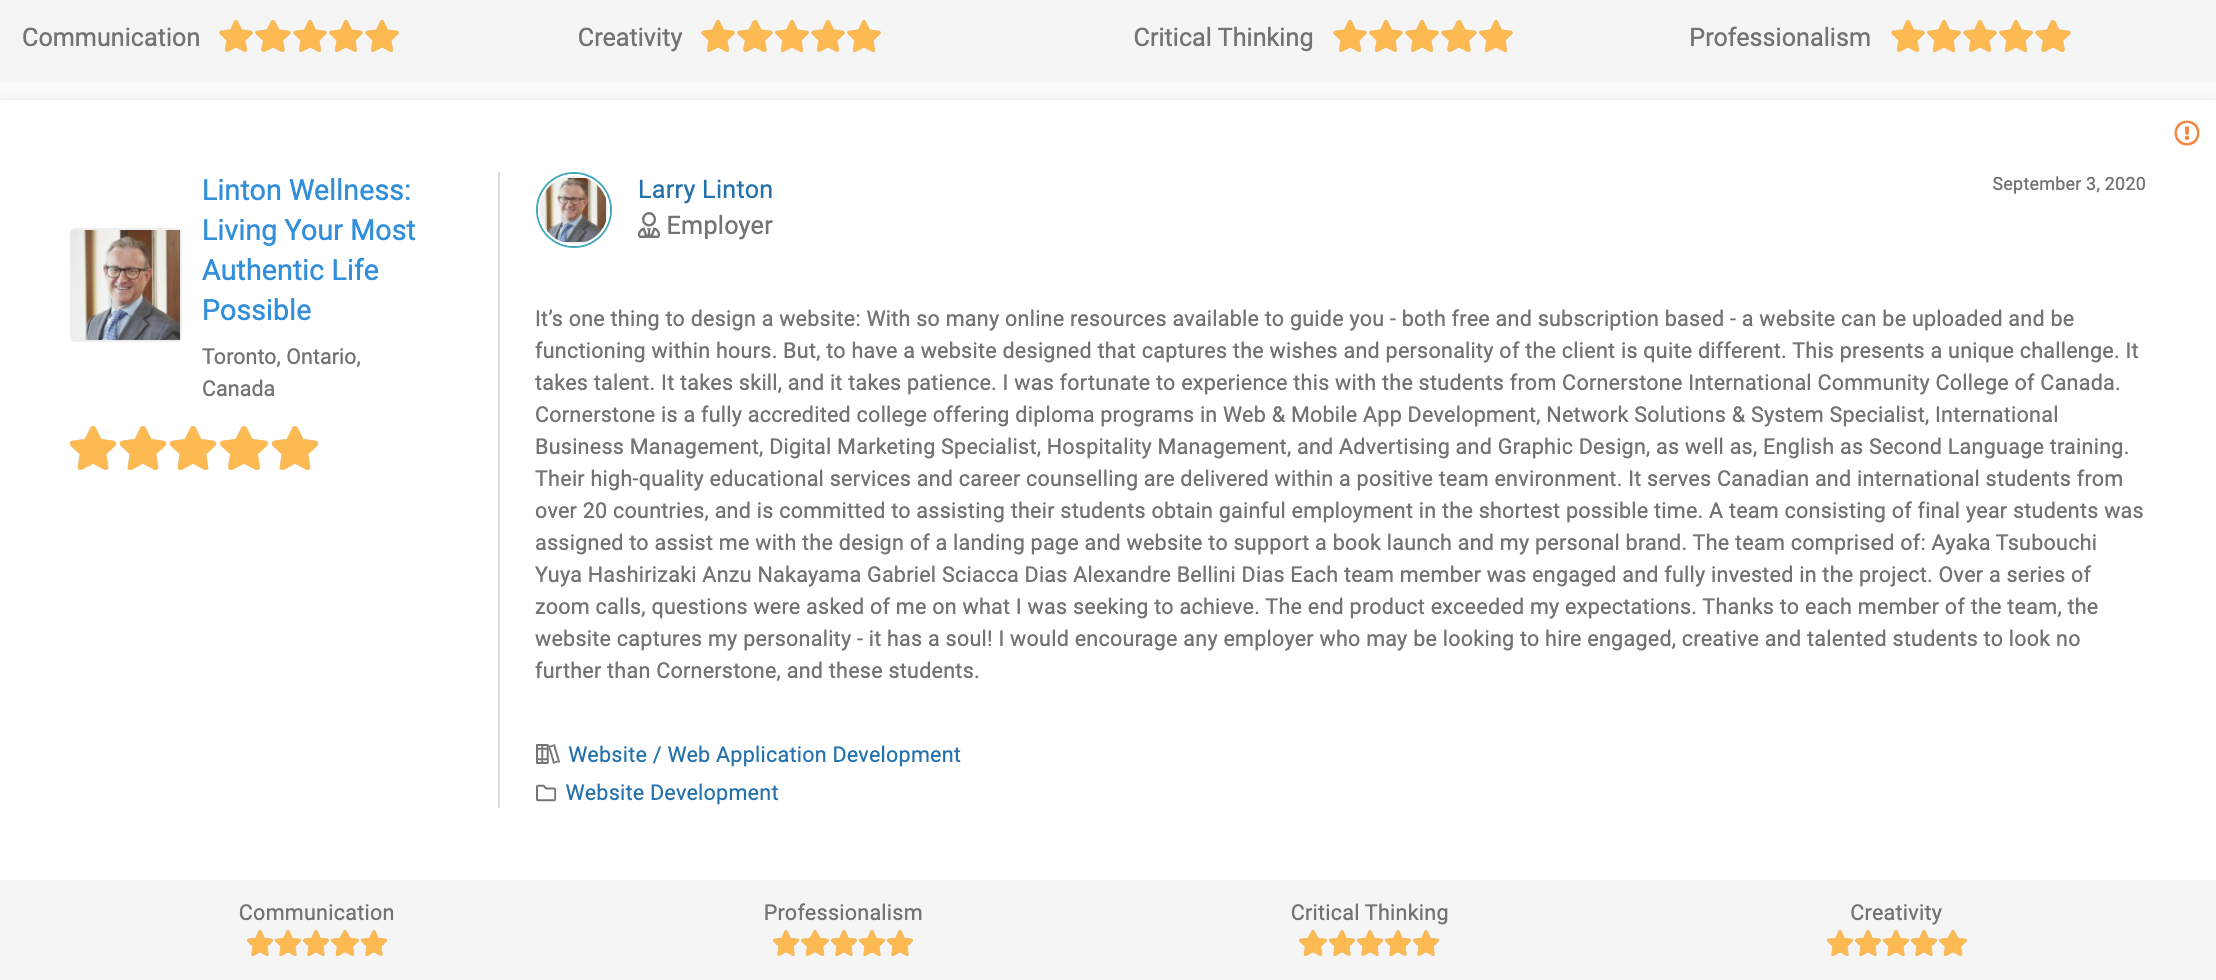 Communication
Creativity
Critical Thinking
Professionalism
Linton Wellness:
Living Your Most
Authentic Life
Possible
Toronto, Ontario,
Canada
Larry Linton
Employer
September 3, 2020
It’s one thing to design a website: With so many online resources available to guide you - both free and subscription based - a website can be uploaded and be
functioning within hours. But, to have a website designed that captures the wishes and personality of the client is quite different. This presents a unique challenge. It
takes talent. It takes skill, and it takes patience. I was fortunate to experience this with the students from Cornerstone International Community College of Canada.
Cornerstone is a fully accredited college offering diploma programs in Web & Mobile App Development, Network Solutions & System Specialist, International
Business Management, Digital Marketing Specialist, Hospitality Management, and Advertising and Graphic Design, as well as, English as Second Language training.
Their high-quality educational services and career counselling are delivered within a positive team environment. It serves Canadian and international students from
over 20 countries, and is committed to assisting their students obtain gainful employment in the shortest possible time. A team consisting of final year students was
assigned to assist me with the design of a landing page and website to support a book launch and my personal brand. The team comprised of: Ayaka Tsubouchi
Yuya Hashirizaki Anzu Nakayama Gabriel Sciacca Dias Alexandre Bellini Dias Each team member was engaged and fully invested in the project. Over a series of
zoom calls, questions were asked of me on what I was seeking to achieve. The end product exceeded my expectations. Thanks to each member of the team, the
website captures my personality - it has a soul! I would encourage any employer who may be looking to hire engaged, creative and talented students to look no
further than Cornerstone, and these students.
Website / Web Application Development
Website Development
Communication
Professionalism
Critical Thinking
Creativity